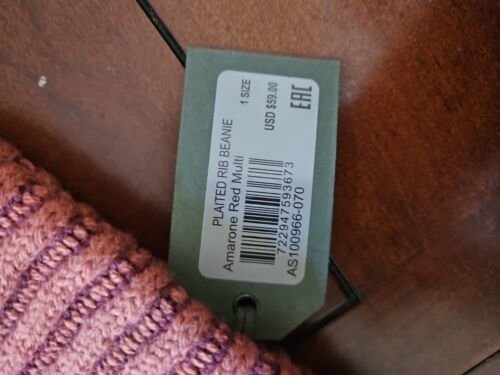 PLAITED RIB BEANIE
Amarone Red Multi
1 SIZE
USD $59.00
EAC
722947593673
AS100966-070